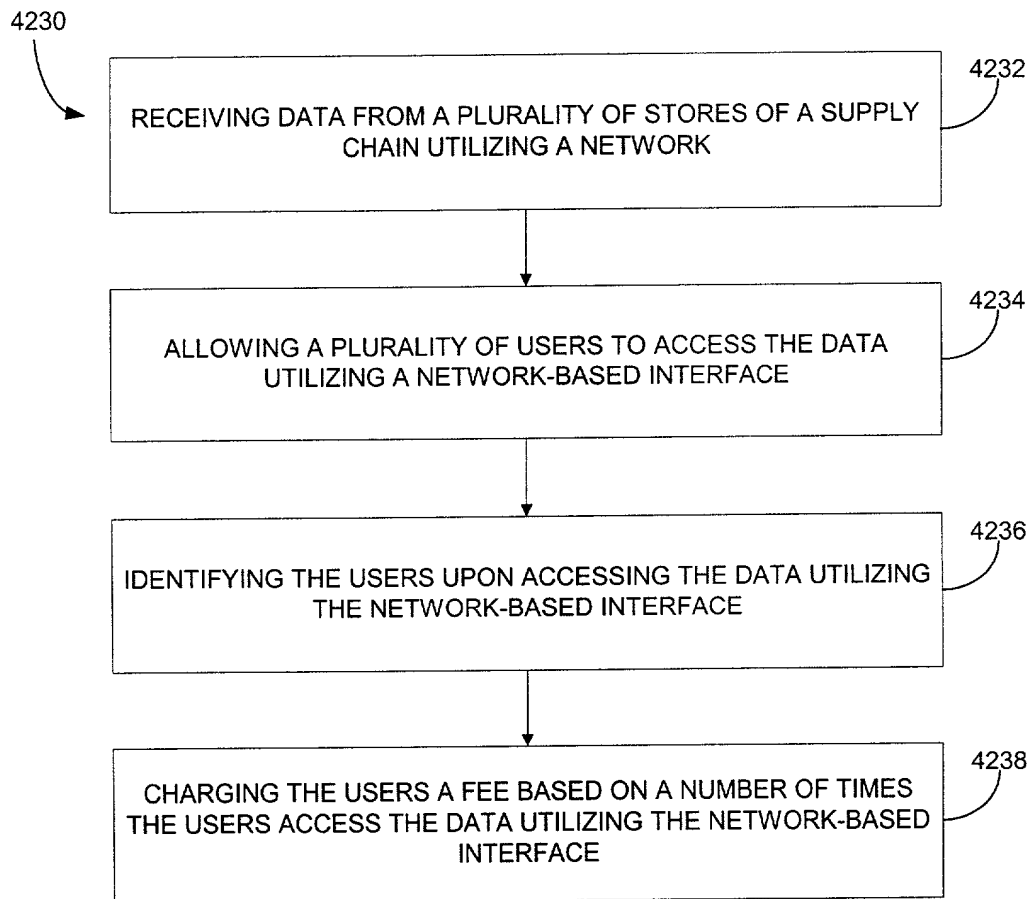 4230
4232
RECEIVING DATA FROM A PLURALITY OF STORES OF A SUPPLY
CHAIN UTILIZING A NETWORK
4234
ALLOWING A PLURALITY OF USERS TO ACCESS THE DATA
UTILIZING A NETWORK-BASED INTERFACE
4236
IDENTIFYING THE USERS UPON ACCESSING THE DATA UTILIZING
THE NETWORK-BASED INTERFACE
4238
CHARGING THE USERS A FEE BASED ON A NUMBER OF TIMES
THE USERS ACCESS THE DATA UTILIZING THE NETWORK-BASED
INTERFACE